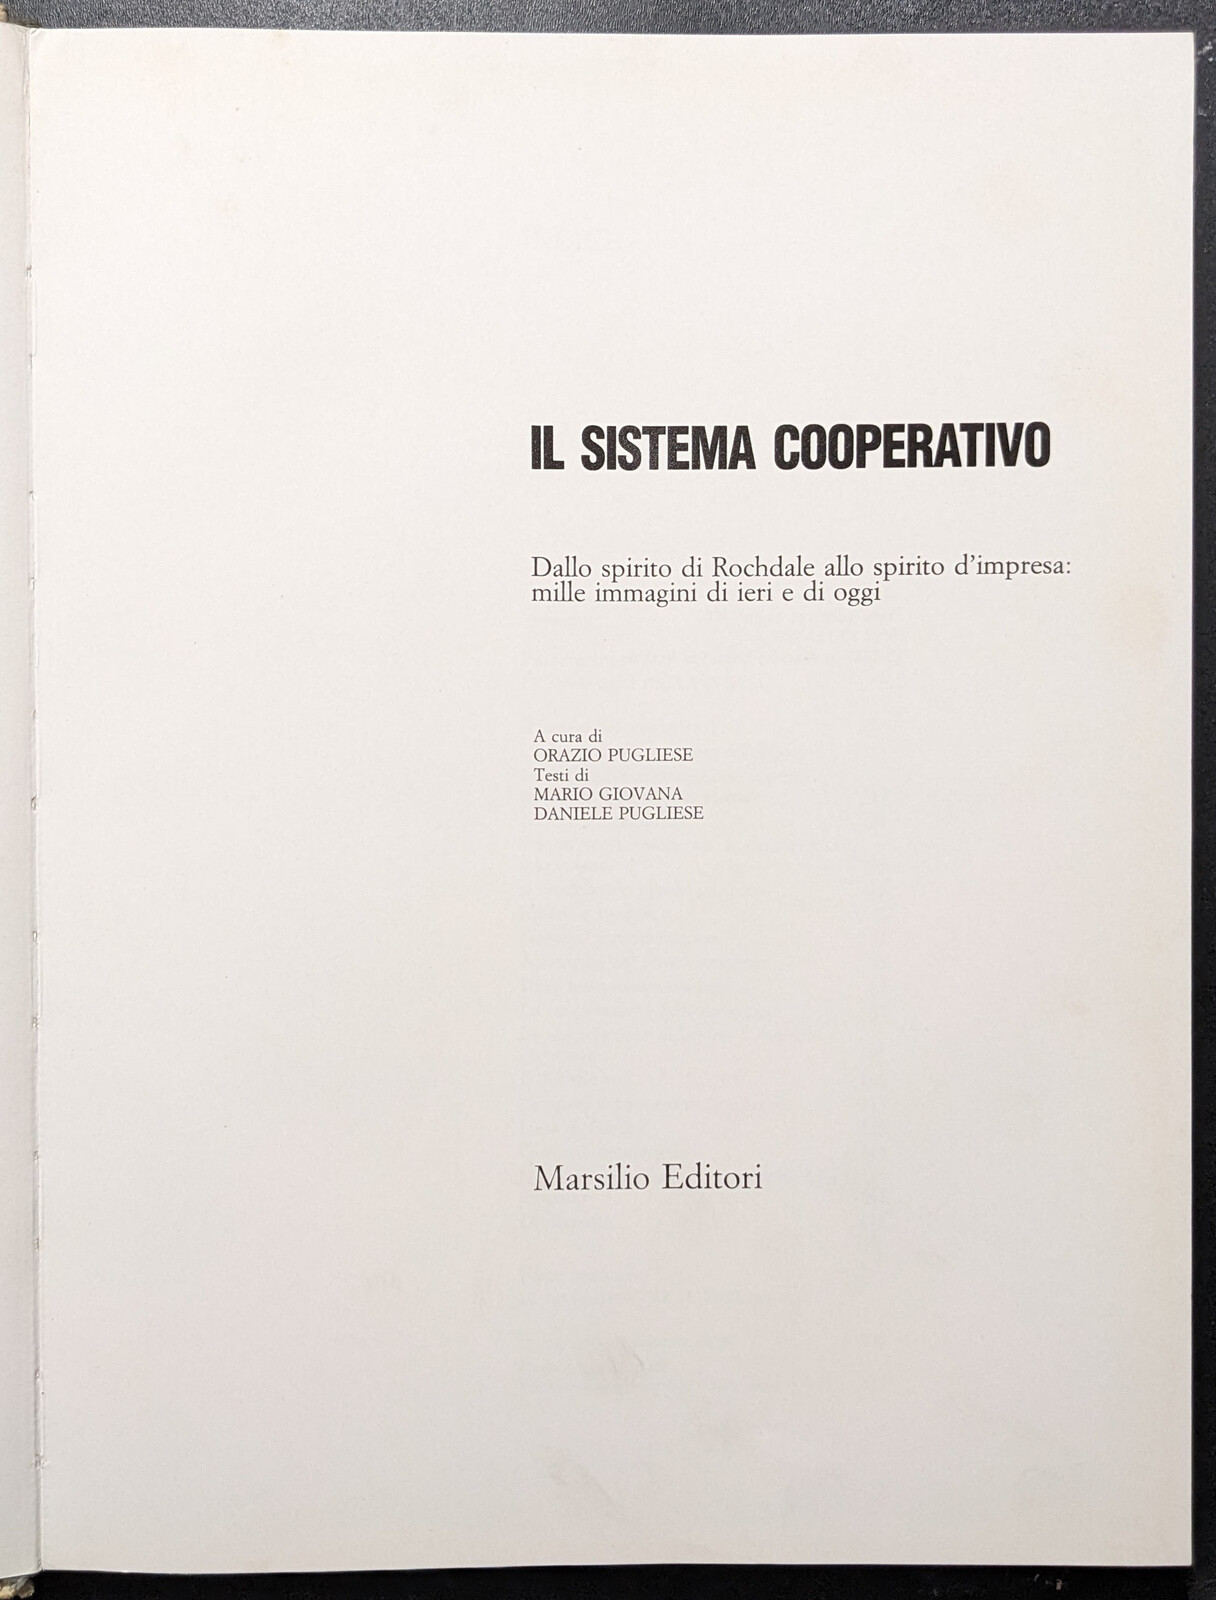 IL SISTEMA COOPERATIVO
Dallo spirito di Rochdale allo spirito d'impresa:
mille immagini di ieri e di oggi
A cura di
ORAZIO PUGLIESE
Testi di
MARIO GIOVANA
DANIELE PUGLIESE
Marsilio Editori